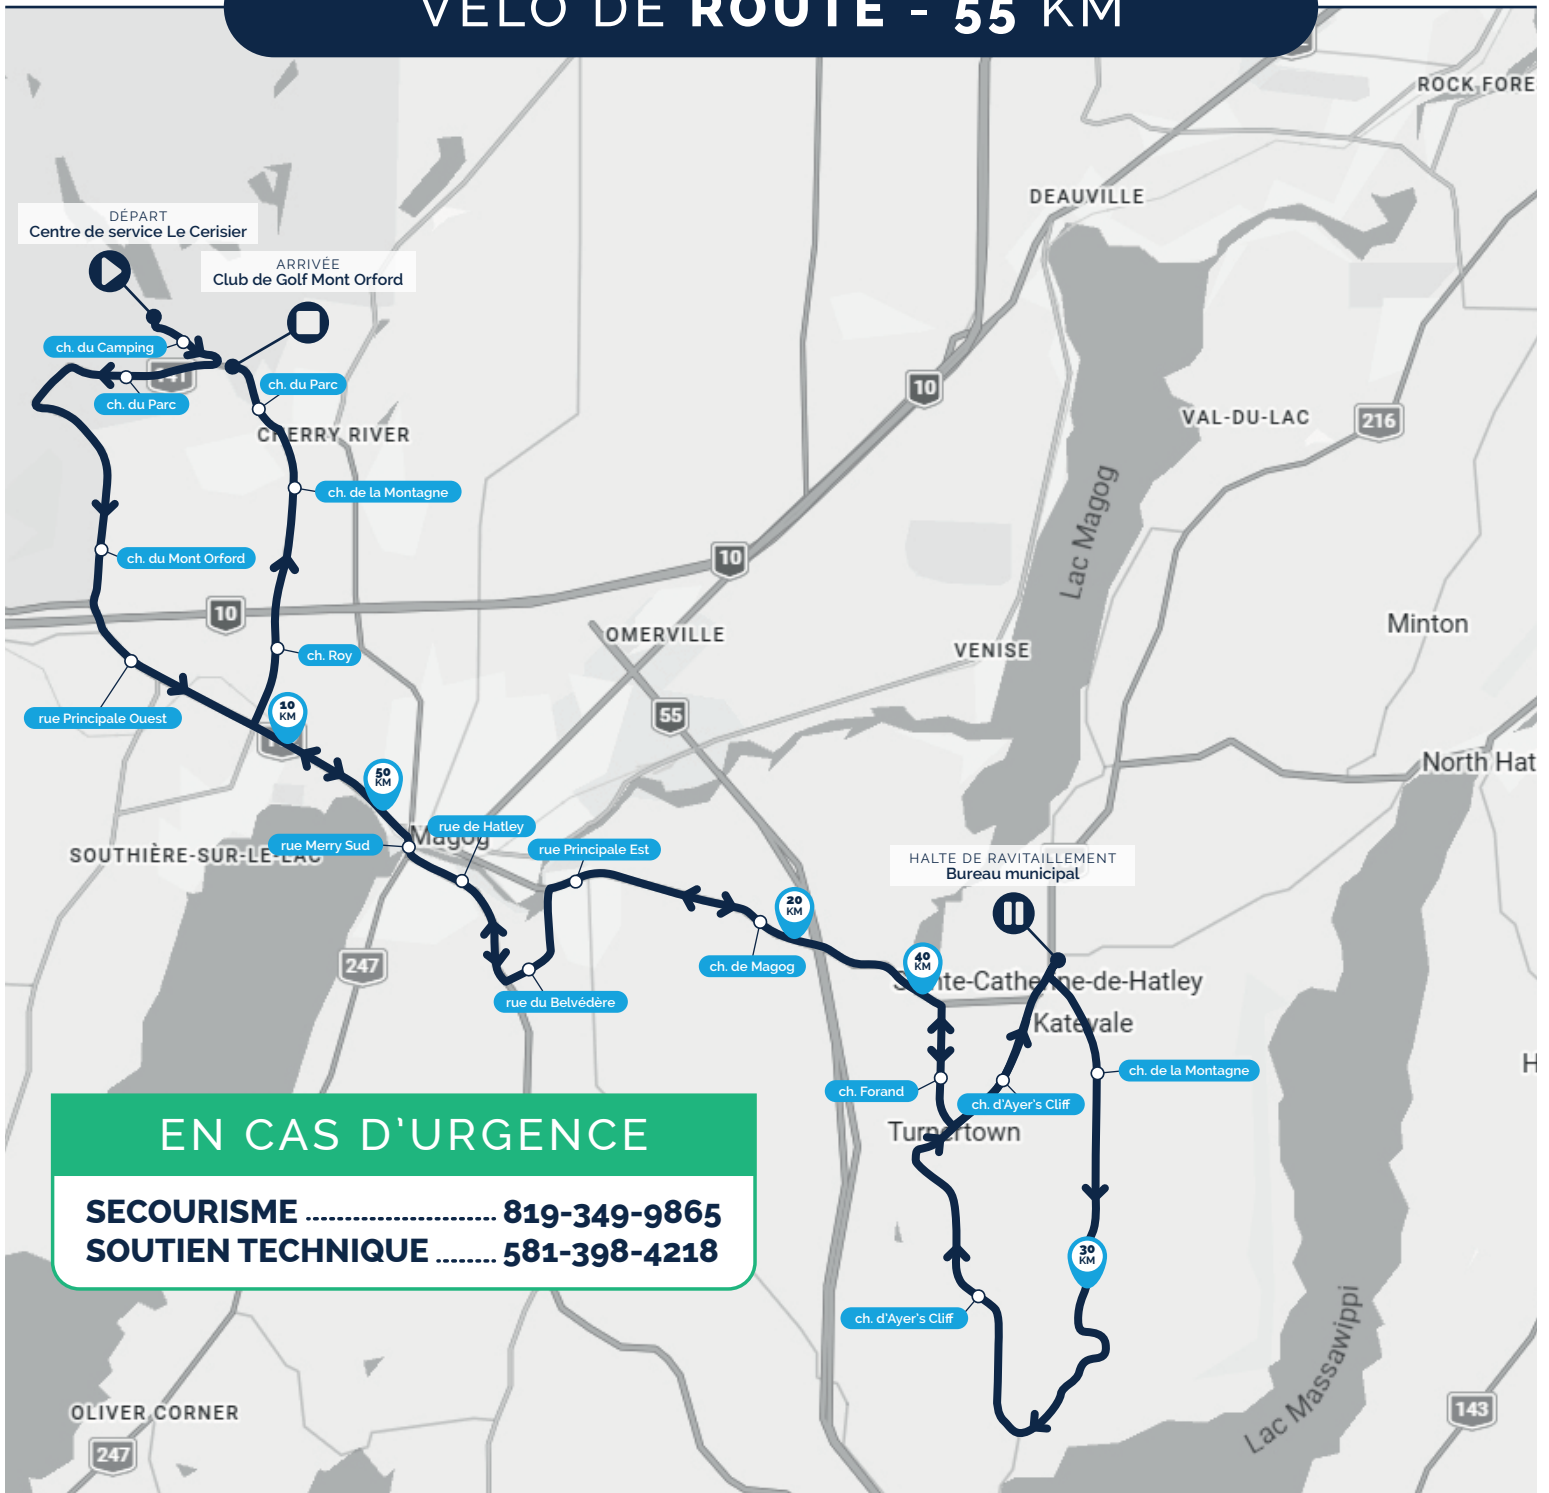 VÉLO DE ROUTE - 55 KM
ROCK FORE
DEAUVILLE
DÉPART
Centre de service Le Cerisier
ARRIVÉE
Club de Golf Mont Orford
ch. du Camping
ch. du Parc
ch. du Parc
10
VAL-DU-LAC
216
CHERRY RIVER
ch. de la Montagne
Lac Magog
ch. du Mont Orford
10
10
Minton
OMERVILLE
VENISE
ch. Roy
rue Principale Ouest
10
KM
55
North Hat
50
KM
Magog
rue de Hatley
rue Merry Sud
SOUTHIÈRE-SUR-LE-LAC
rue Principale Est
HALTE DE RAVITAILLEMENT
Bureau municipal
20
KM
247
ch. de Magog
40
KM
Sainte-Catherine-de-Hatley
rue du Belvédère
Katevale
H
ch. de la Montagne
ch. Forand
ch. d'Ayer's Cliff
Turnertown
EN CAS D'URGENCE
SECOURISME ........................ 819-349-9865
SOUTIEN TECHNIQUE ........ 581-398-4218
30
KM
ch. d'Ayer's Cliff
Lac Massawippi
OLIVER CORNER
143
247